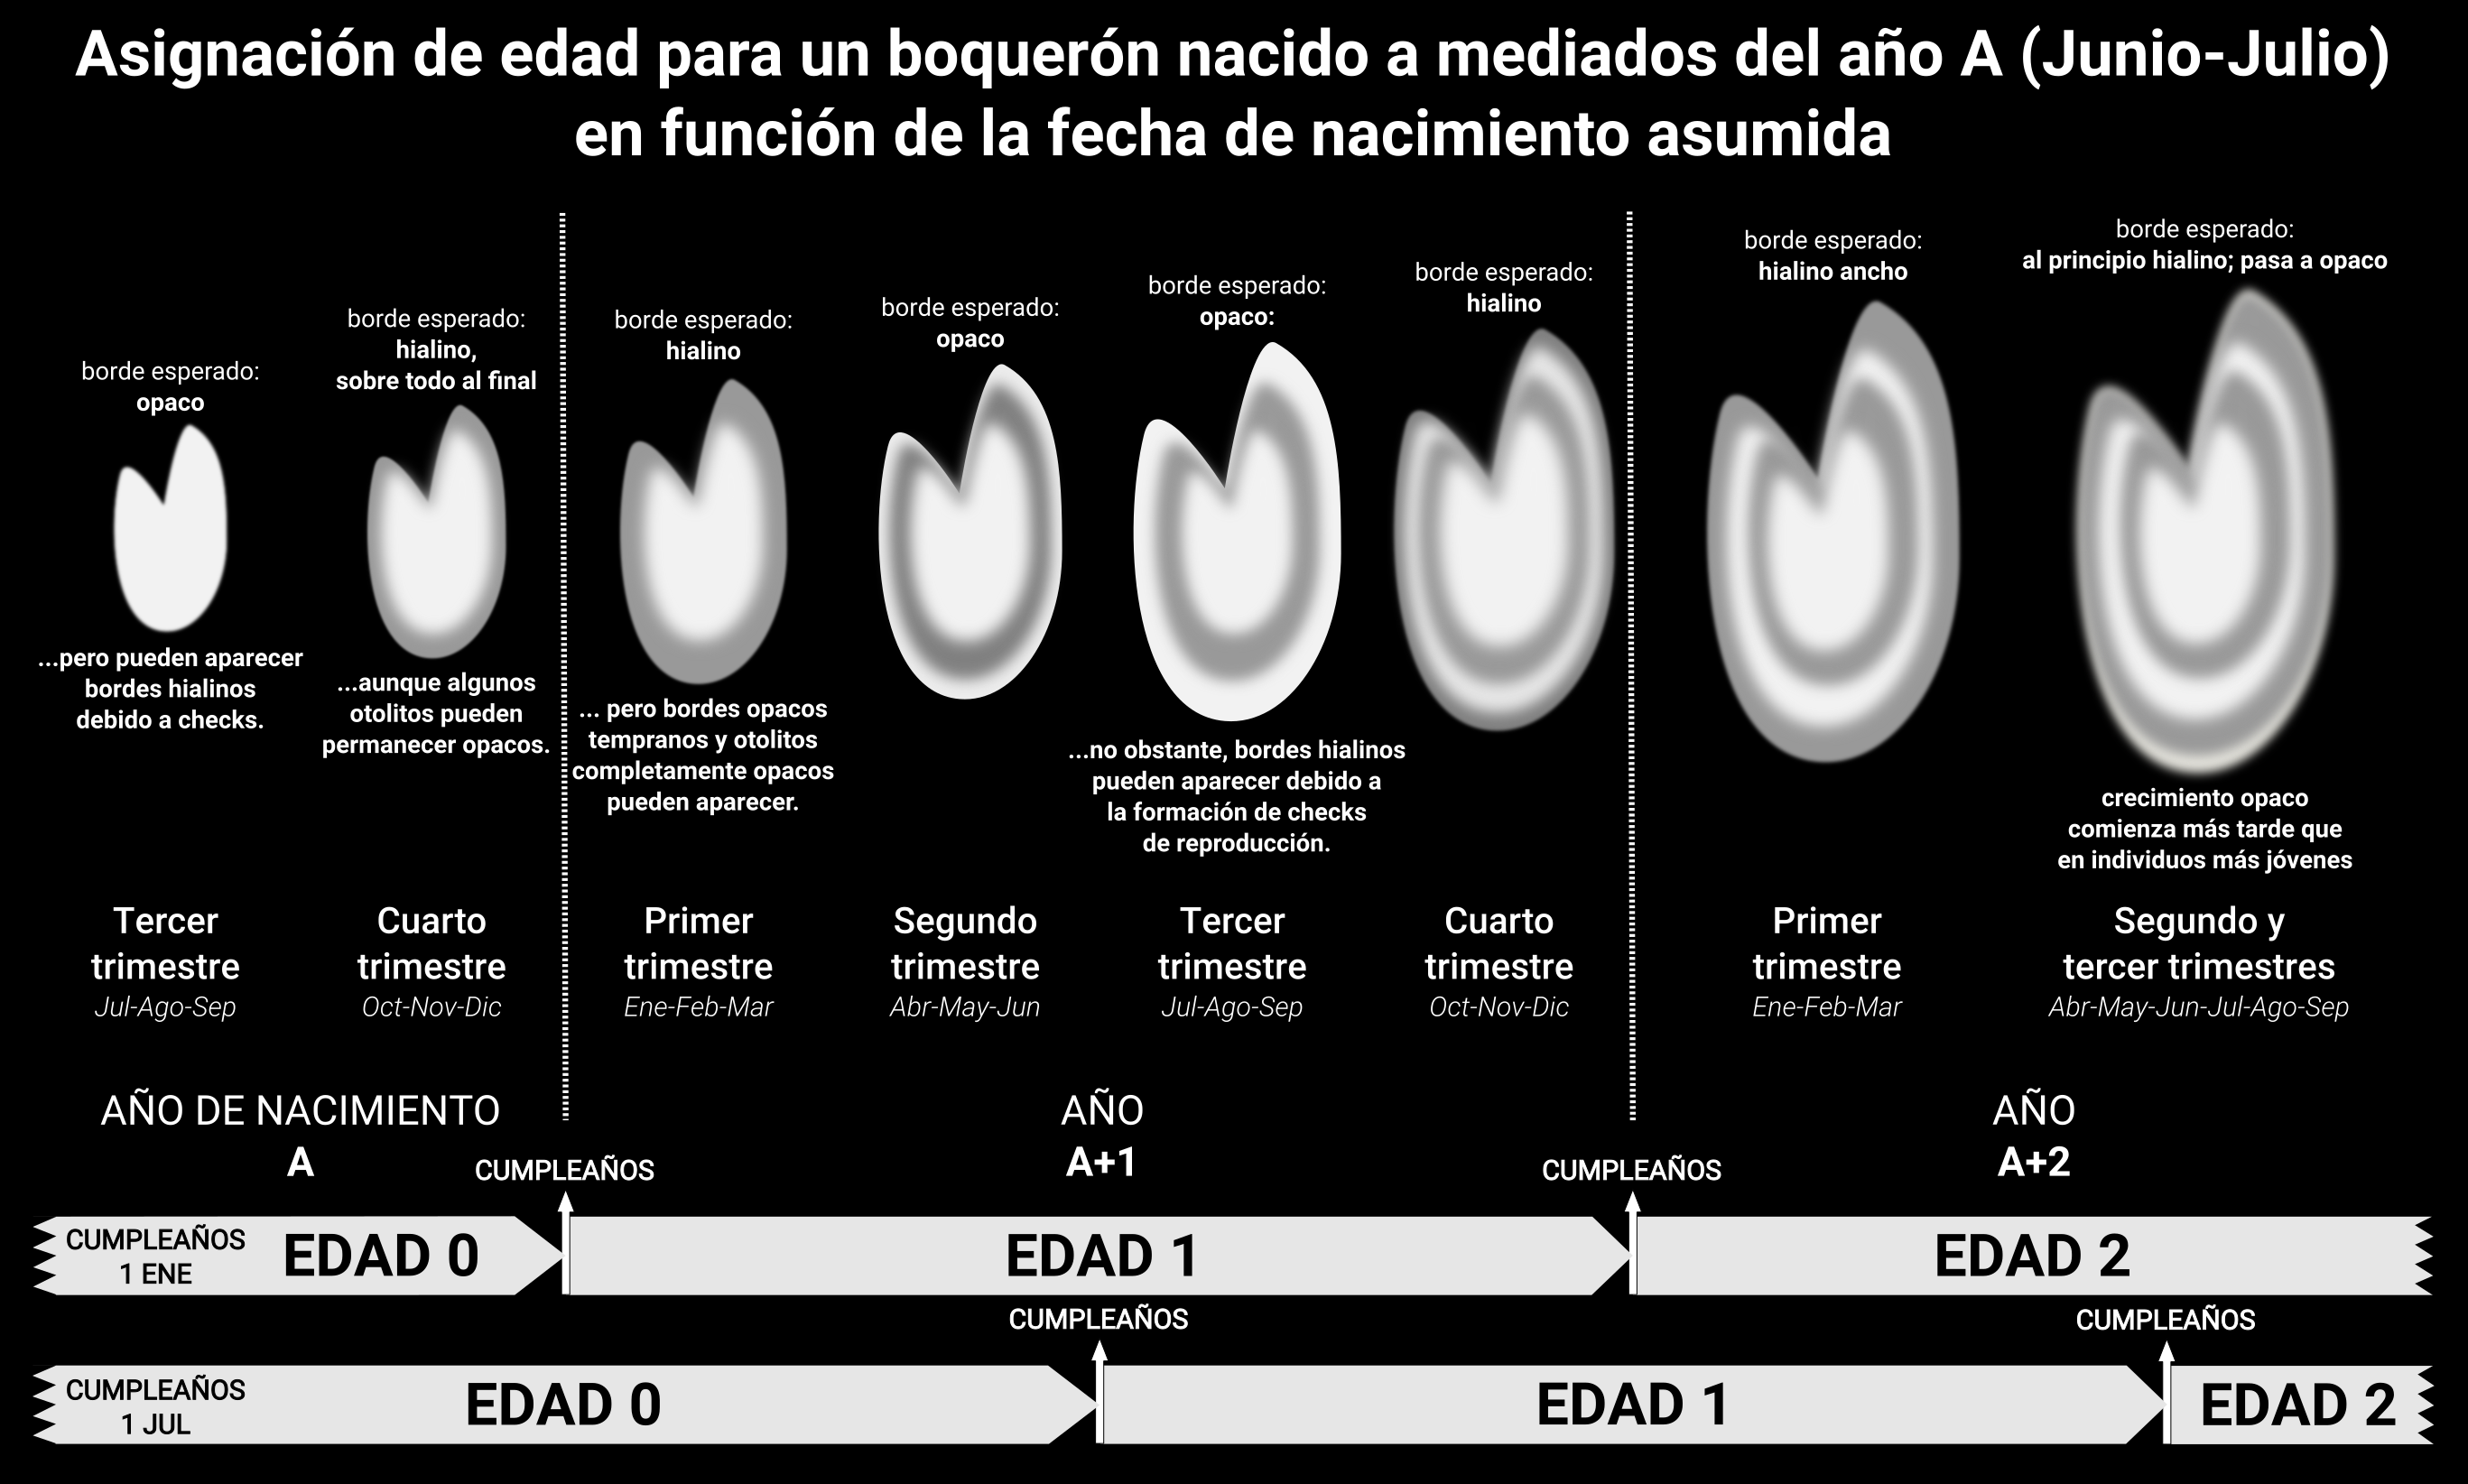 Asignación de edad para un boquerón nacido a mediados del año A (Junio-Julio)
en función de la fecha de nacimiento asumida
borde esperado:
opaco
...pero pueden aparecer
bordes hialinos
debido a checks.
borde esperado:
hialino,
sobre todo al final
...aunque algunos
otolitos pueden
permanecer opacos.
borde esperado:
hialino
... pero bordes opacos
tempranos y otolitos
completamente opacos
pueden aparecer.
borde esperado:
opaco
borde esperado:
opaco:
...no obstante, bordes hialinos
pueden aparecer debido a
la formación de checks
de reproducción.
borde esperado:
hialino
borde esperado:
hialino ancho
borde esperado:
al principio hialino; pasa a opaco
crecimiento opaco
comienza más tarde que
en individuos más jóvenes
Tercer
trimestre
Jul-Ago-Sep
Cuarto
trimestre
Oct-Nov-Dic
Primer
trimestre
Ene-Feb-Mar
Segundo
trimestre
Abr-May-Jun
Tercer
trimestre
Jul-Ago-Sep
Cuarto
trimestre
Oct-Nov-Dic
Primer
trimestre
Ene-Feb-Mar
Segundo y
tercer trimestres
Abr-May-Jun-Jul-Ago-Sep
AÑO DE NACIMIENTO
A
AÑO
A+1
AÑO
A+2
CUMPLEAÑOS
CUMPLEAÑOS
CUMPLEAÑOS
1 ENE
EDAD 0
EDAD 1
EDAD 2
CUMPLEAÑOS
CUMPLEAÑOS
CUMPLEAÑOS
1 JUL
EDAD 0
EDAD 1
EDAD 2